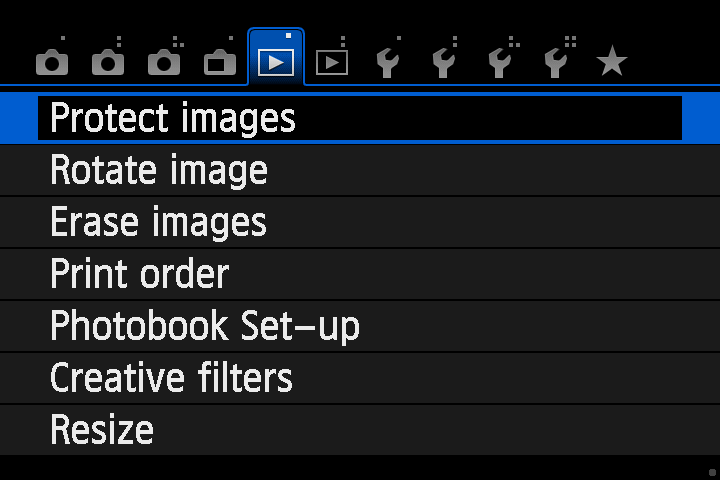 Protect images
Rotate image
Erase images
Print order
Photobook Set-up
Creative filters
Resize